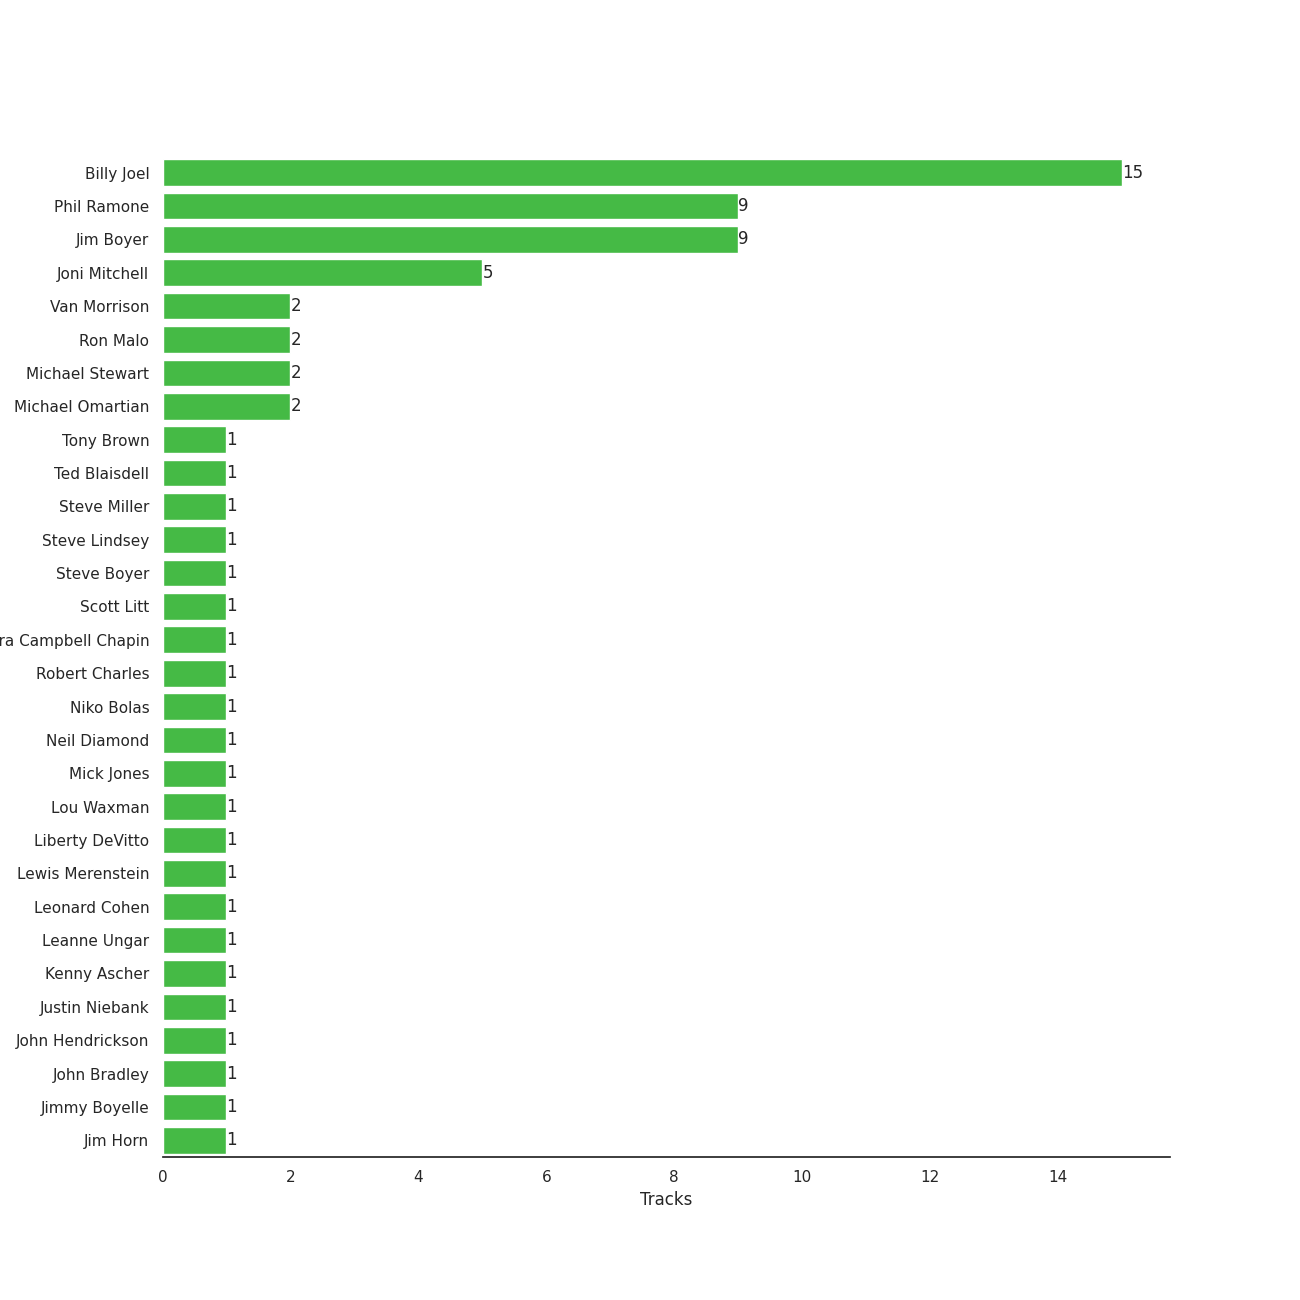 Billy Joel 15
Phil Ramone 9
Jim Boyer 9
Joni Mitchell 5
Van Morrison 2
Ron Malo 2
Michael Stewart 2
Michael Omartian 2
Tony Brown 1
Ted Blaisdell 1
Steve Miller 1
Steve Lindsey 1
Steve Boyer 1
Scott Litt 1
ra Campbell Chapin 1
Robert Charles 1
Niko Bolas 1
Neil Diamond 1
Mick Jones 1
Lou Waxman 1
Liberty DeVitto 1
Lewis Merenstein 1
Leonard Cohen 1
Leanne Ungar 1
Kenny Ascher 1
Justin Niebank 1
John Hendrickson 1
John Bradley 1
Jimmy Boyelle 1
Jim Horn 1
0 2 4 6 8 10 12 14
Tracks